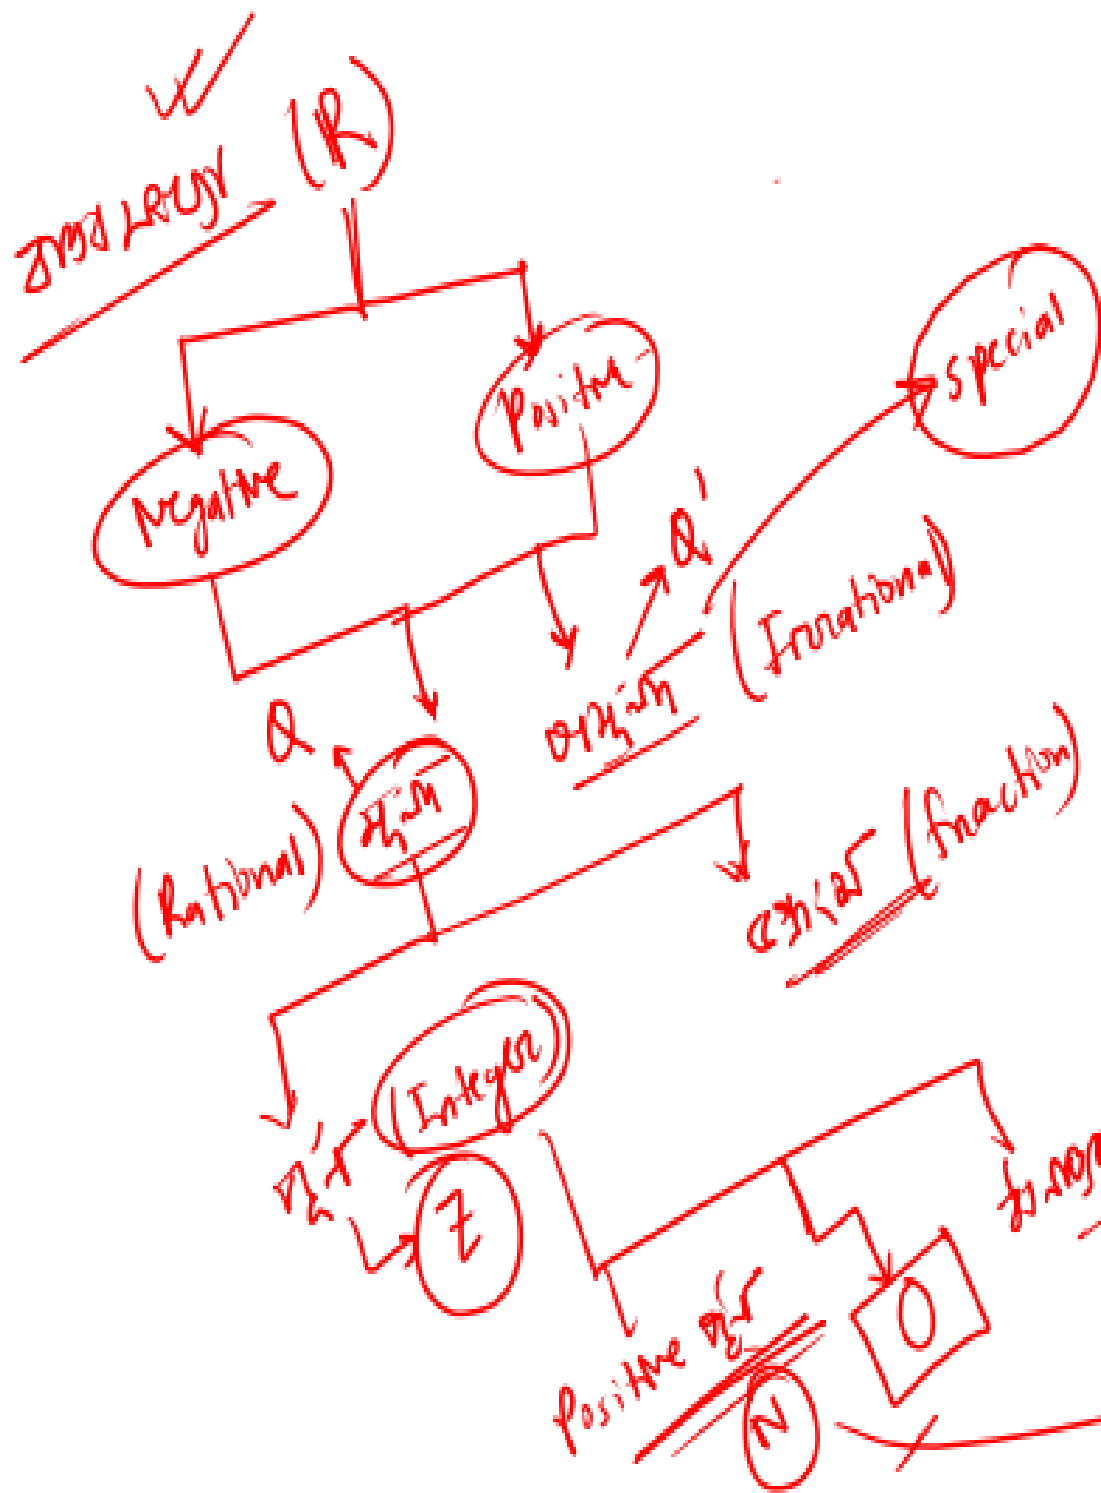 বাস্তব সংখ্যা (R)
Negative
Positive
special
Q'
অমূলদ (Irrational)
Q
মূলদ
(Rational)
ভগ্নাংশ (fraction)
পূর্ণ
(Integer
Z
Positive পূর্ণ
0
N